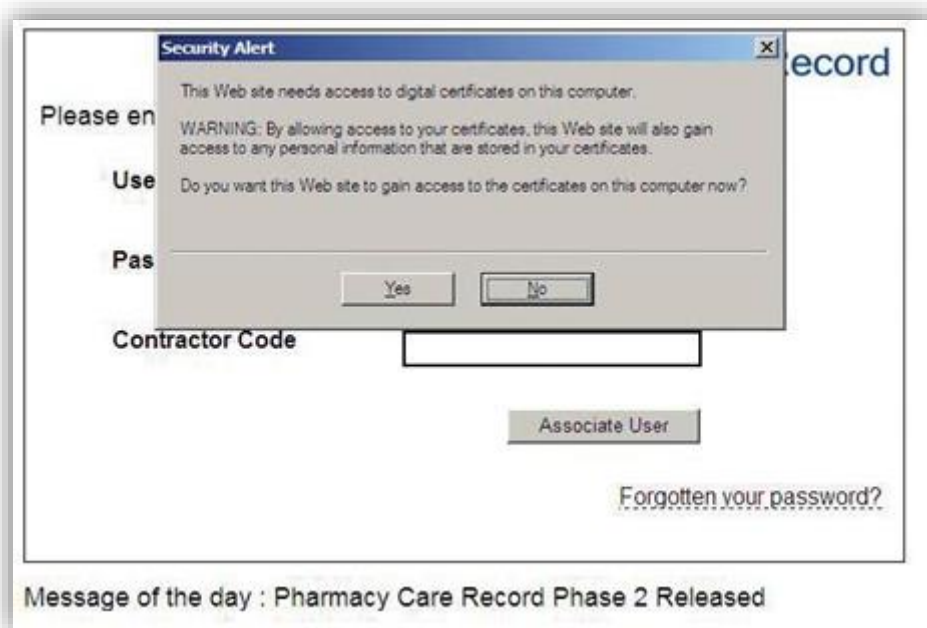 Security Alert
ecord
This Web site needs access to digital certificates on this computer.
Please en
WARNING: By allowing access to your certificates, this Web site will also gain
access to any personal information that are stored in your certificates.
Use
Do you want this Web site to gain access to the certificates on this computer now?
Pas
Yes No
Contractor Code
Associate User
Forgotten your password?
Message of the day : Pharmacy Care Record Phase 2 Released